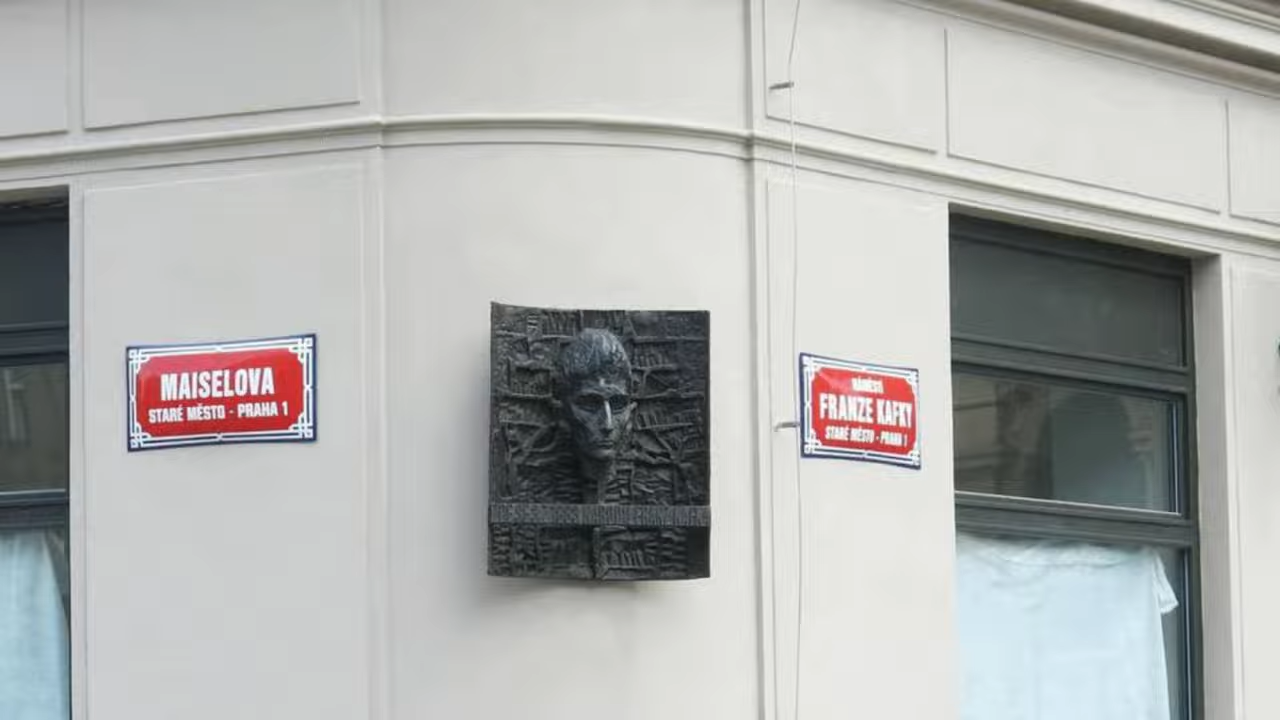 MAISELOVA
STARÉ MĚSTO - PRAHA 1
NÁMĚSTÍ
FRANZE KAFKY
STARÉ MĚSTO - PRAHA 1